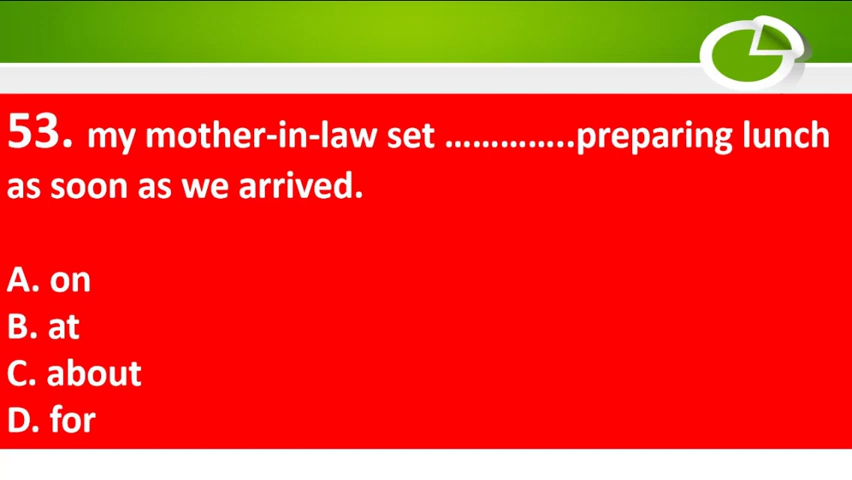 53. my mother-in-law set …………..preparing lunch
as soon as we arrived.
A. on
B. at
C. about
D. for